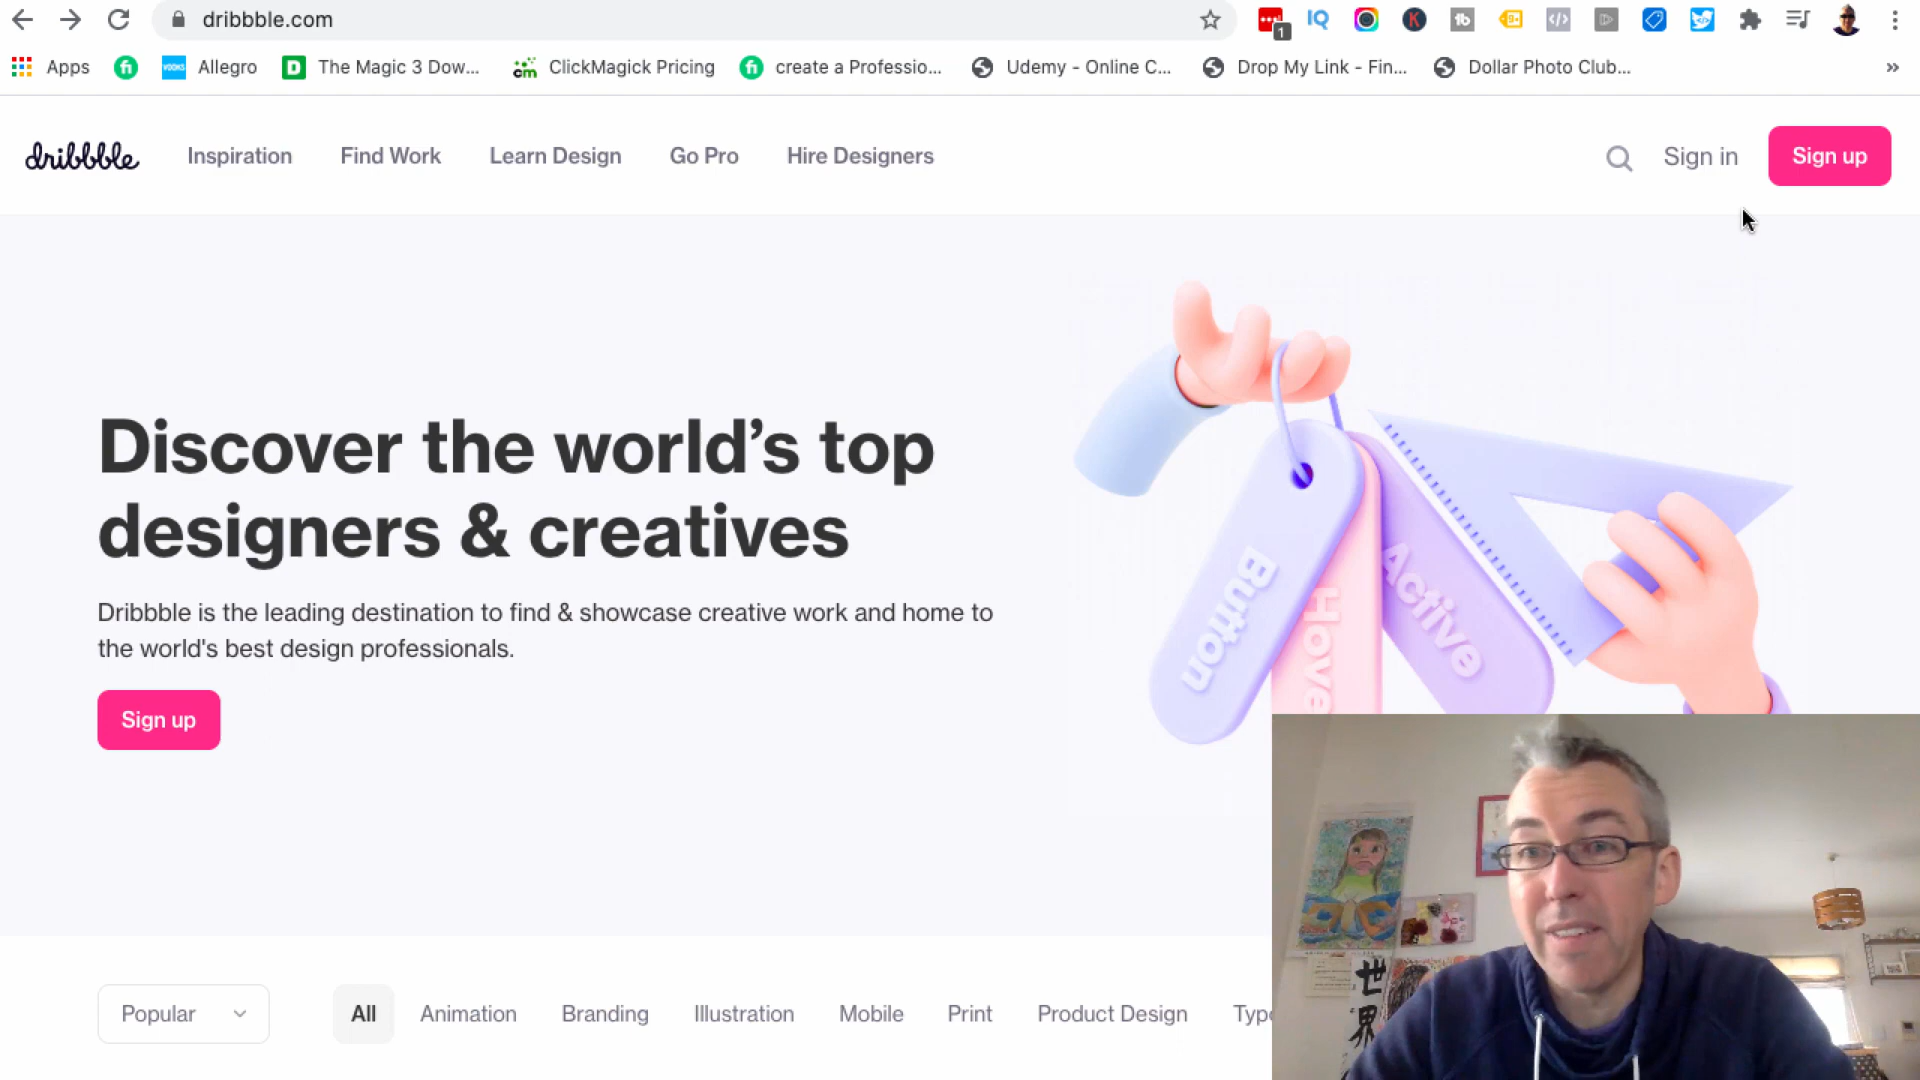 dribbble.com
1
Apps
Allegro
The Magic 3 Dow...
ClickMagick Pricing
create a Professio...
Udemy - Online C...
Drop My Link - Fin...
Dollar Photo Club...
»
dribbble
Inspiration
Find Work
Learn Design
Go Pro
Hire Designers
Sign in
Sign up
Discover the world’s top
designers & creatives
Dribbble is the leading destination to find & showcase creative work and home to
the world's best design professionals.
Sign up
Button
Hove
Active
Popular
All
Animation
Branding
Illustration
Mobile
Print
Product Design
Typo
世界